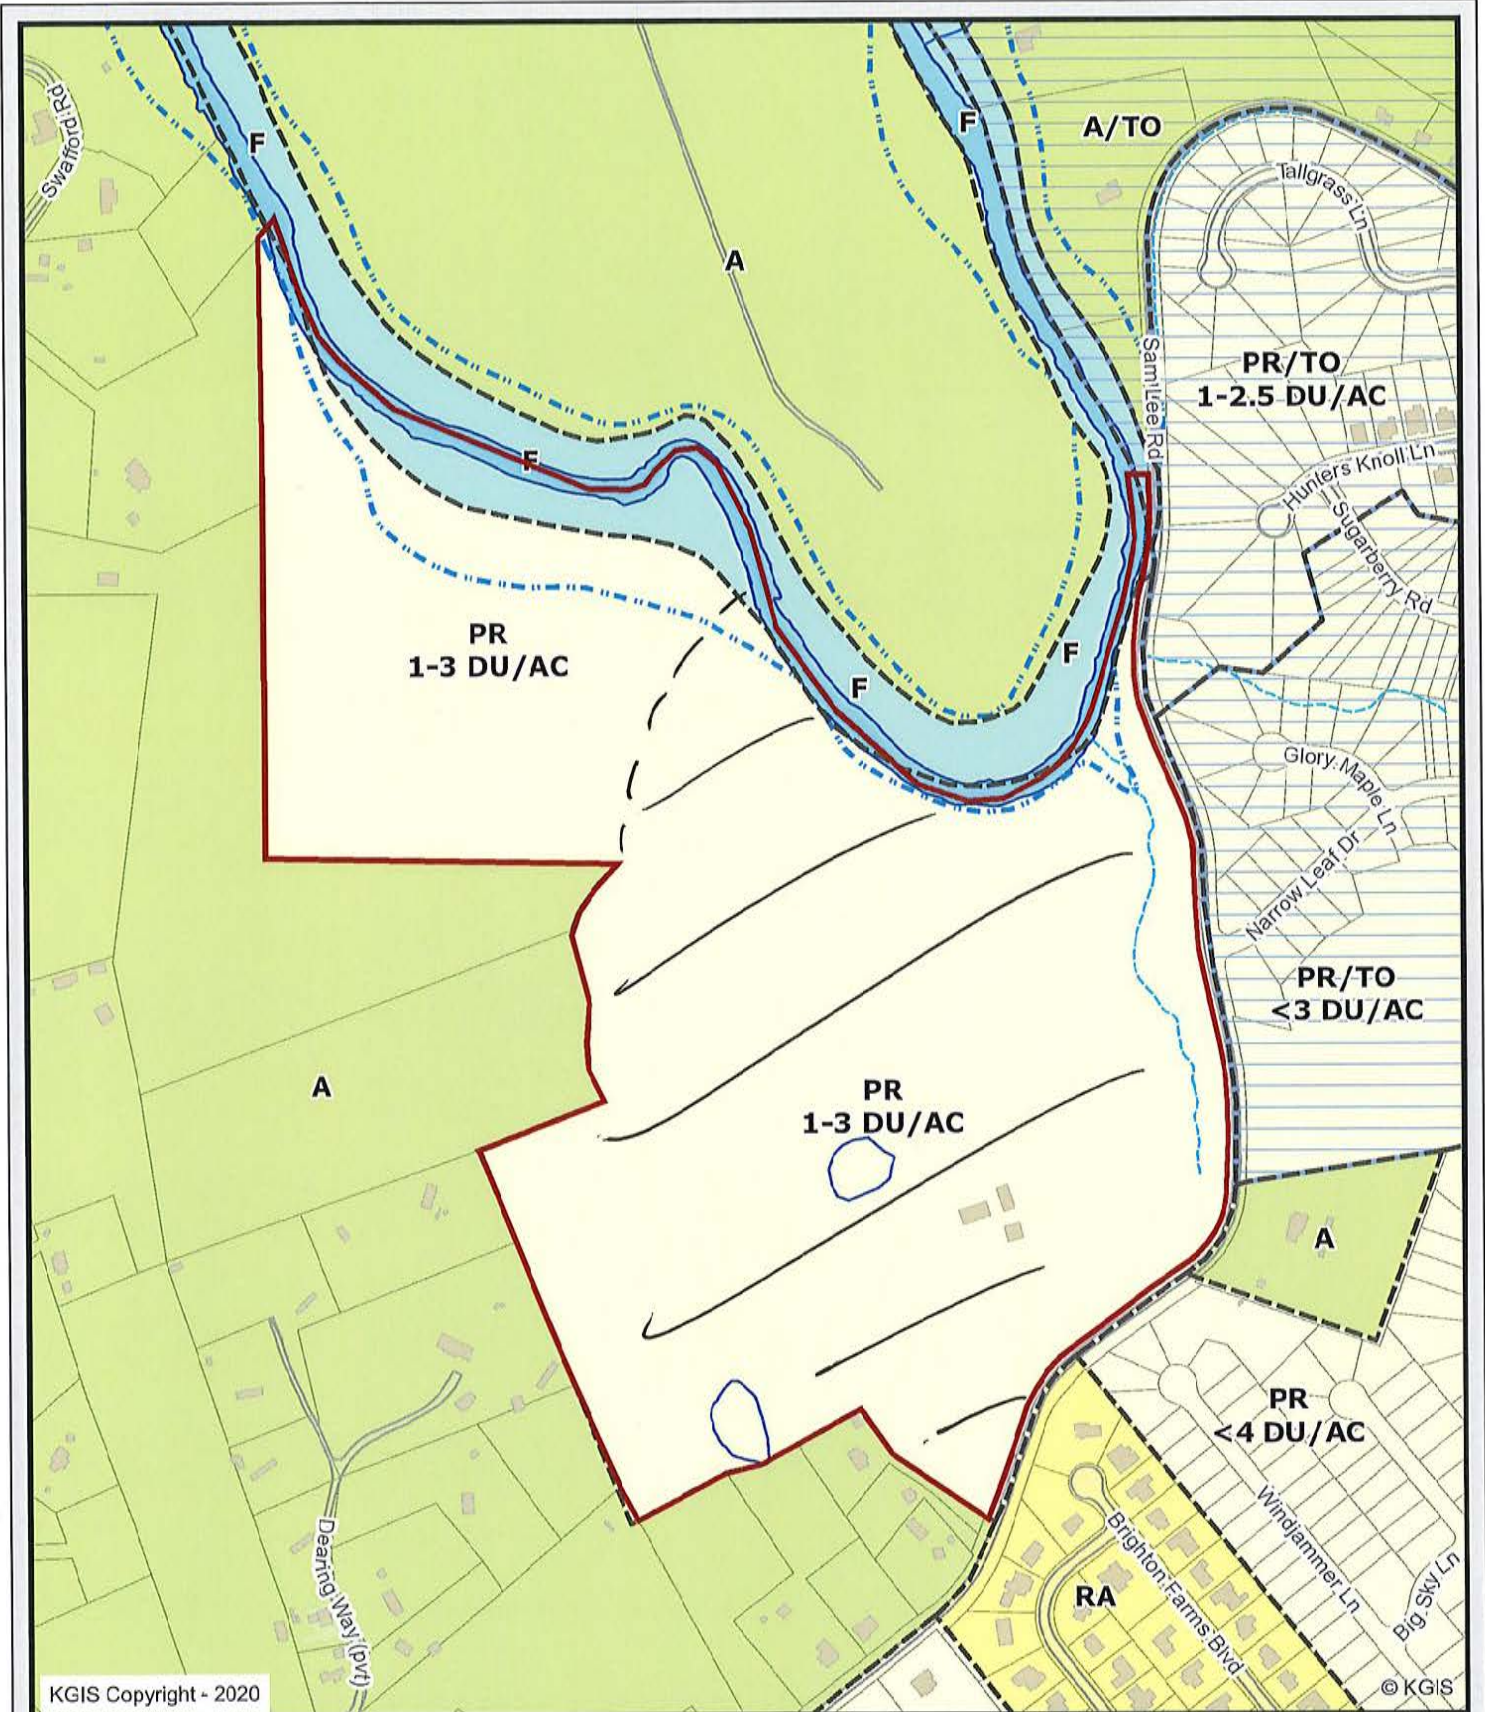 Swafford Rd
F
F
A/TO
Tallgrass Ln
A
Sam Lee Rd
PR/TO
1-2.5 DU/AC
F
Hunters Knoll Ln
Sugarberry Rd
PR
1-3 DU/AC
F
F
Glory Maple Ln
Narrow Leaf Dr
PR/TO
<3 DU/AC
A
PR
1-3 DU/AC
A
PR
<4 DU/AC
Windjammer Ln
Dearing Way (pvt)
Brighton Farms Blvd
Big Sky Ln
RA
KGIS Copyright - 2020
© KGIS